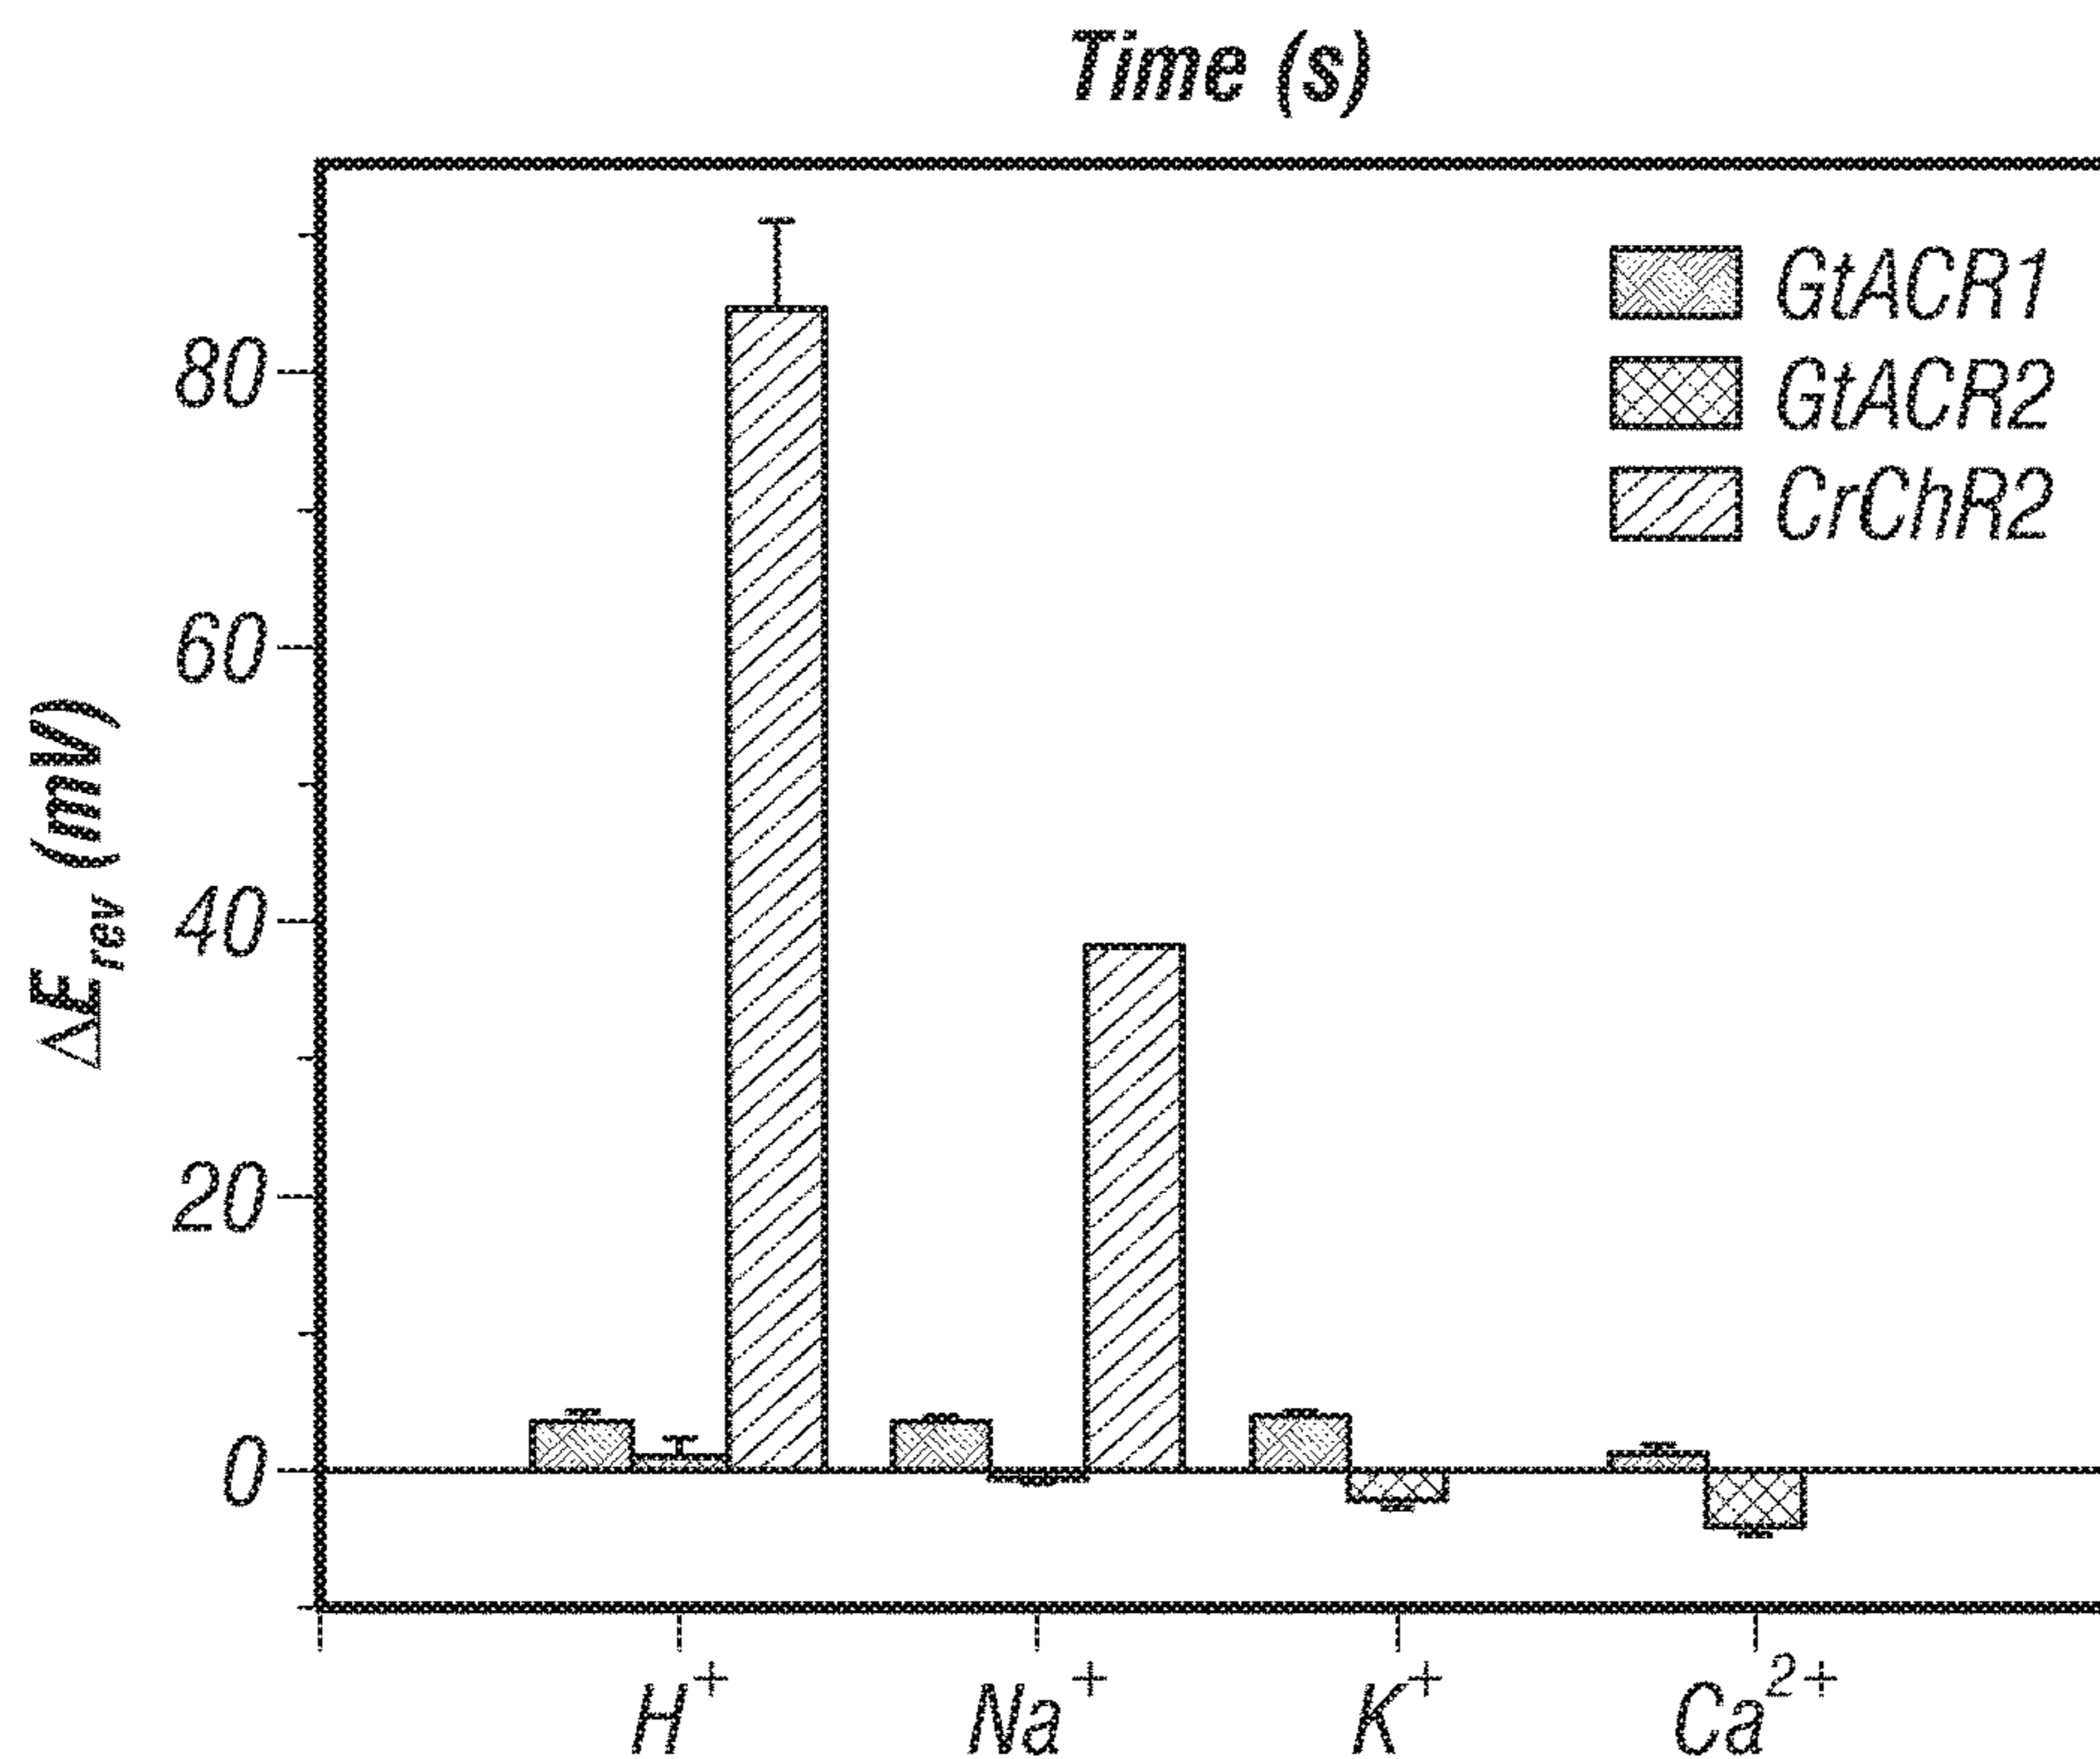 Time (s)
GtACR1
GtACR2
CrChR2
80
60
40
20
0
ΔE_rev (mV)
H⁺
Na⁺
K⁺
Ca²⁺